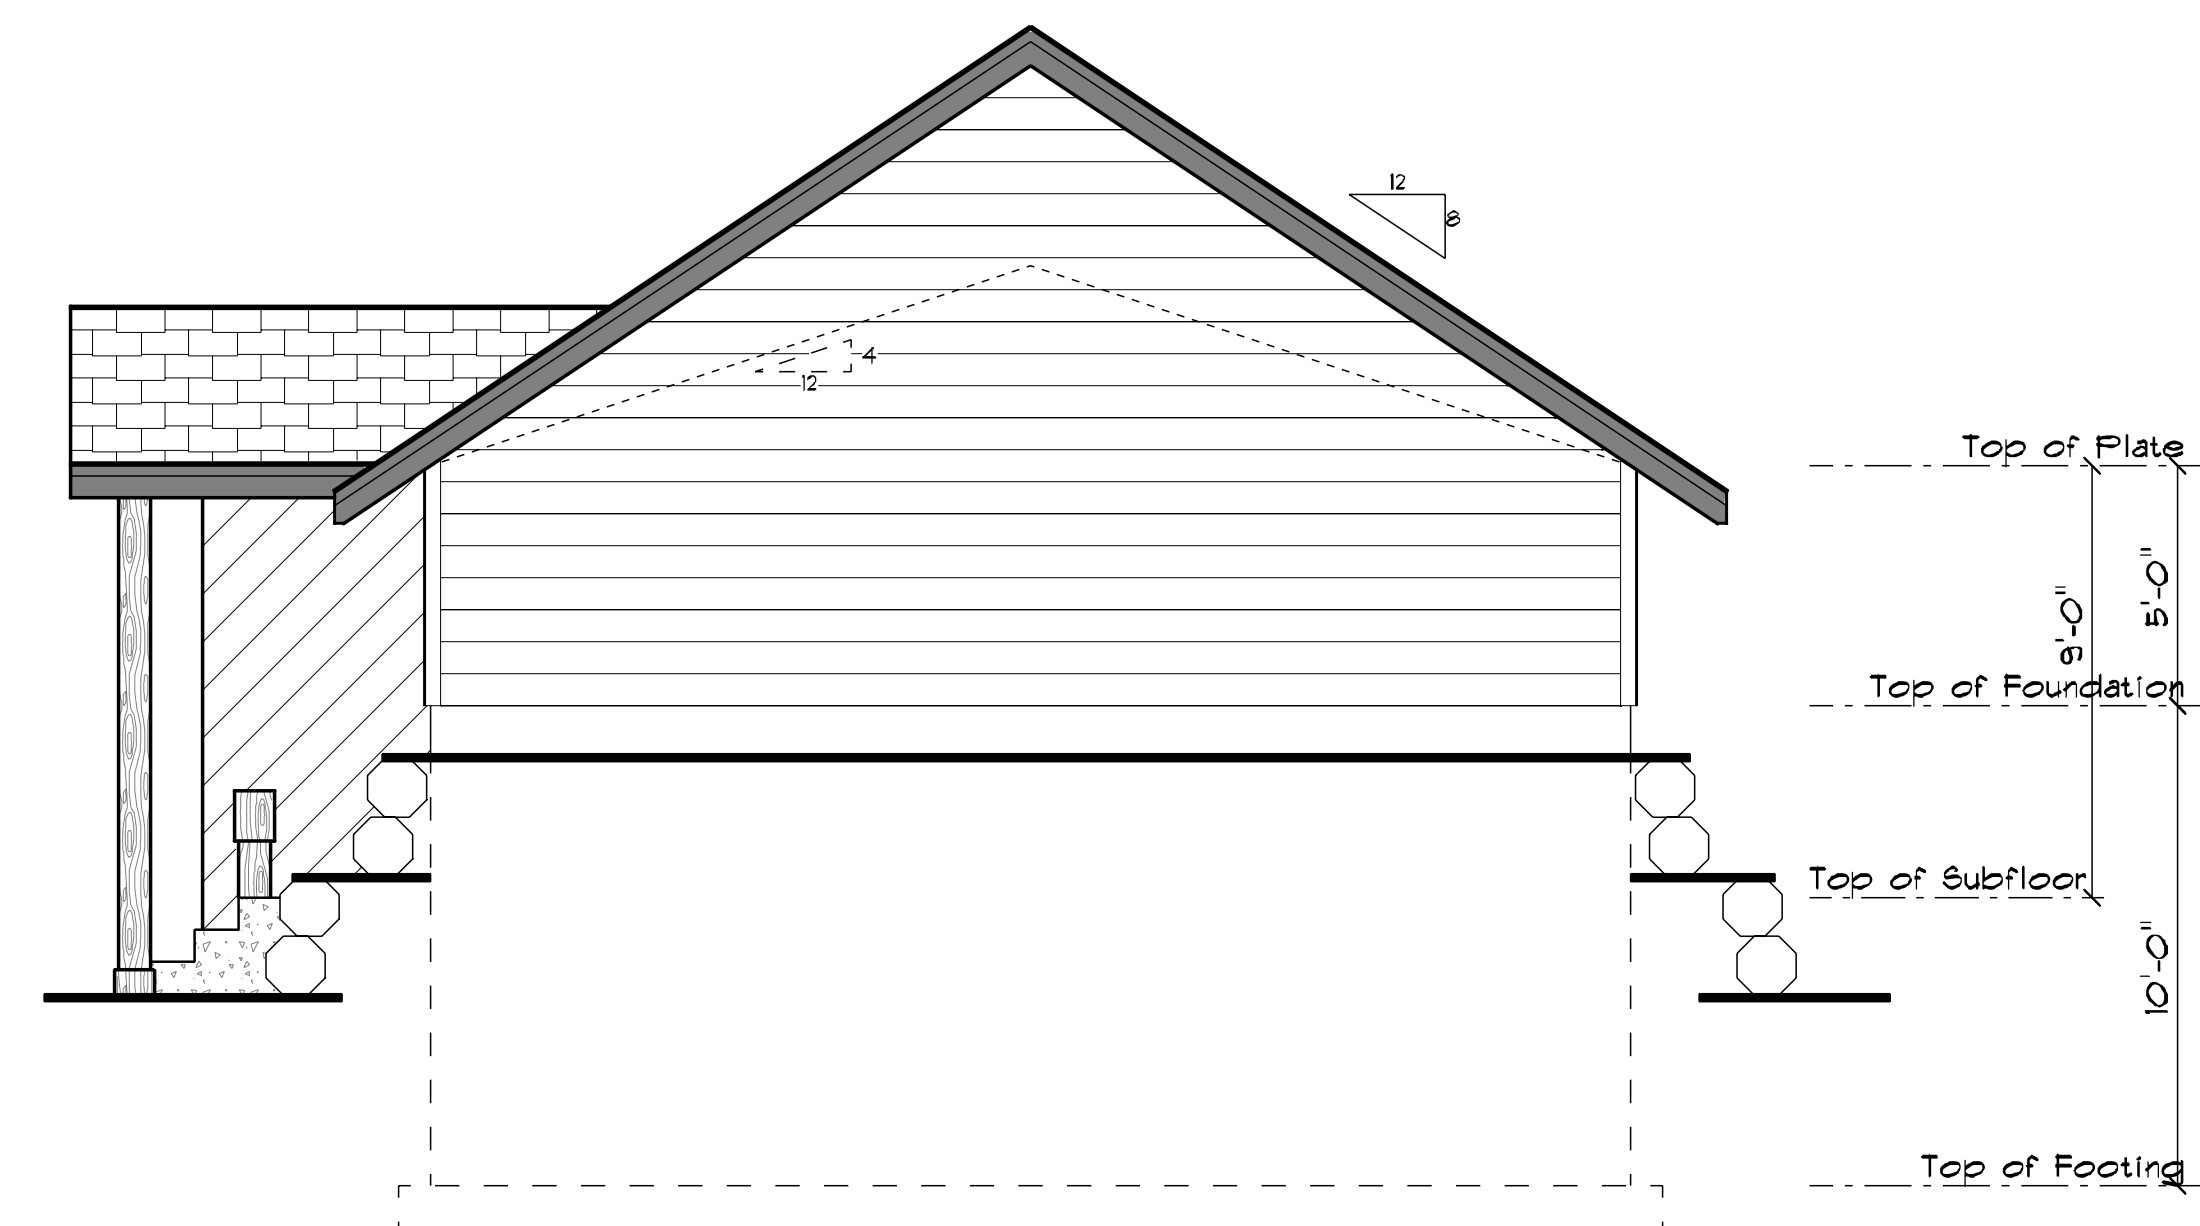 12
8
4
12
Top of Plate
5'-0"
9'-0"
Top of Foundation
Top of Subfloor
10'-0"
Top of Footing